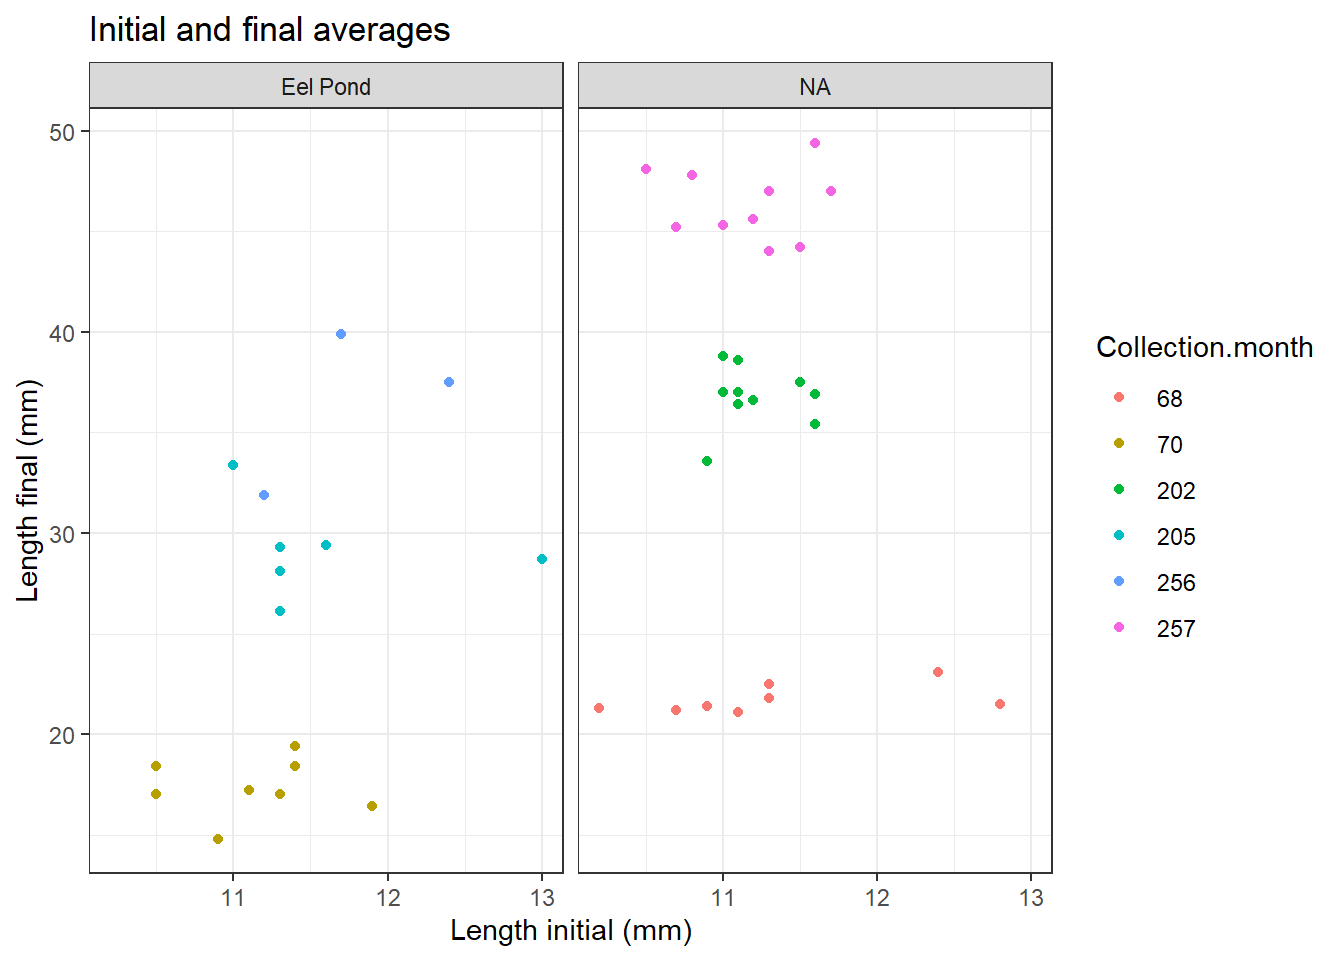 Initial and final averages
Eel Pond
NA
50
40
30
20
Length final (mm)
11
12
13
11
12
13
Length initial (mm)
Collection.month
68
70
202
205
256
257